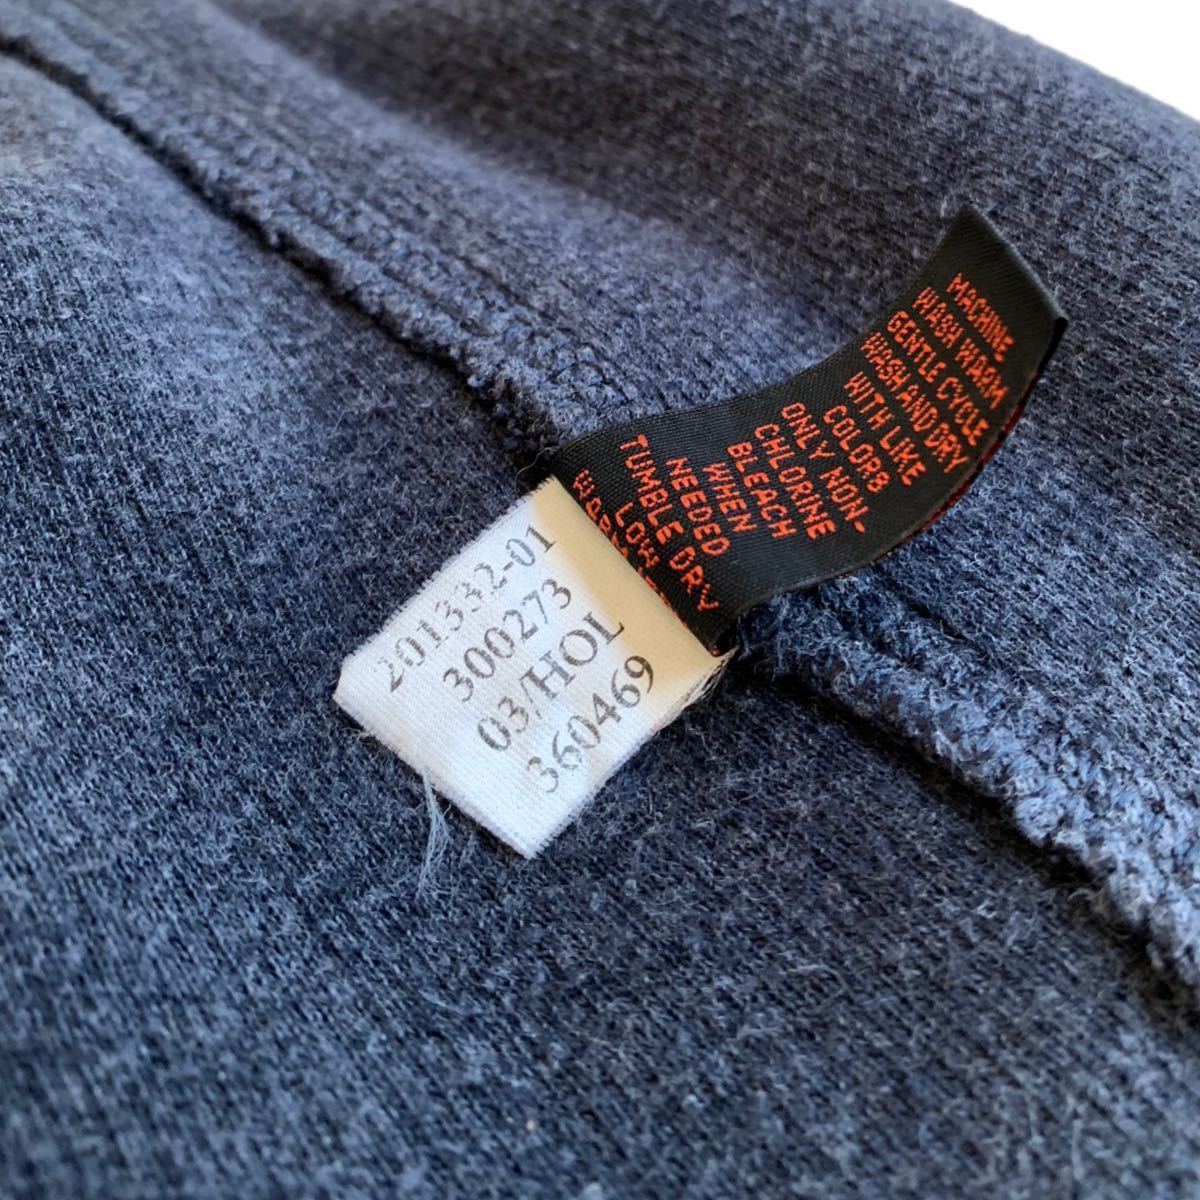 MACHINE
WASH WARM
GENTLE CYCLE
WASH AND DRY
WITH LIKE
COLORS
ONLY NON-
CHLORINE
BLEACH
WHEN
NEEDED
TUMBLE DRY
LOW
201332-01
300273
03/HOL
360469